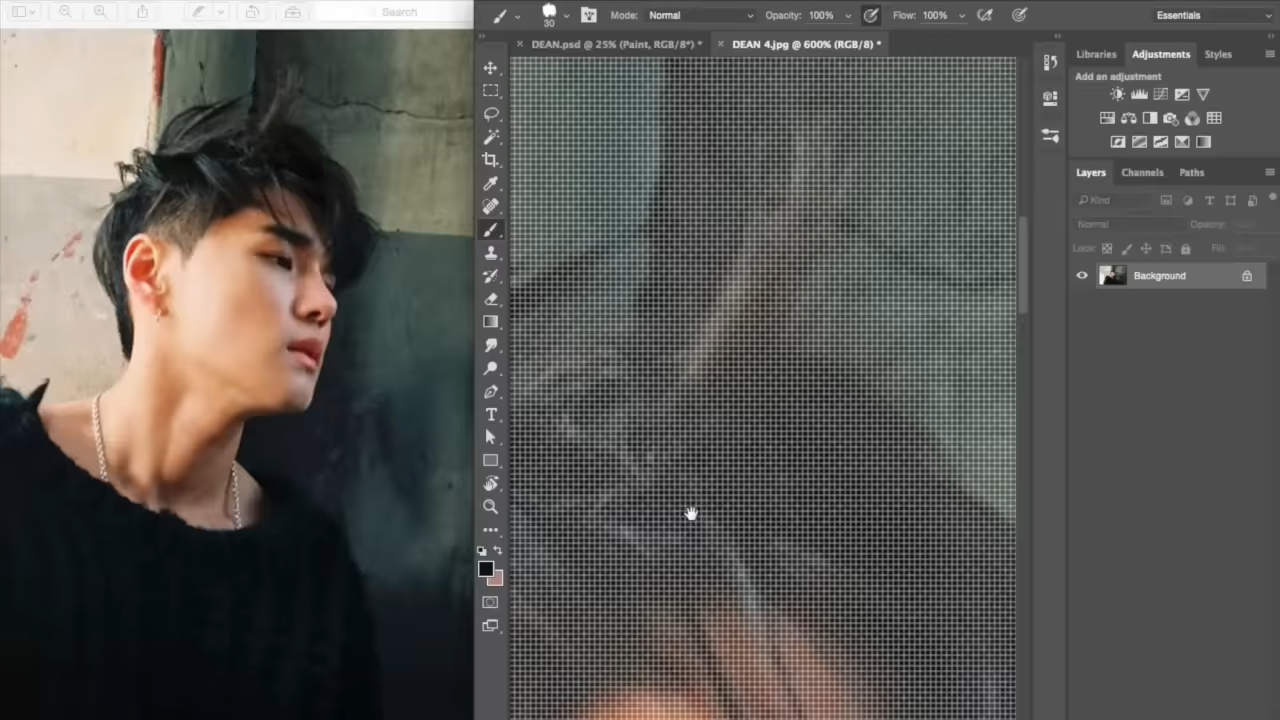 Search
30
Mode: Normal
Opacity: 100%
Flow: 100%
Essentials
× DEAN.psd @ 25% (Paint, RGB/8*) *
× DEAN 4.jpg @ 600% (RGB/8) *
Libraries
Adjustments
Styles
Add an adjustment
Layers
Channels
Paths
Kind
Normal
Opacity:
Lock:
Fill:
Background